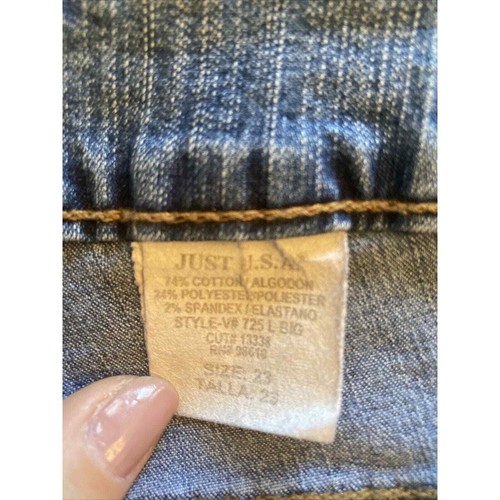 JUST U.S.A.
74% COTTON/ALGODON
24% POLYESTER/POLIESTER
2% SPANDEX/ELASTANO
STYLE-V# 725 L BIG
CUT# 13338
RN#
SIZE: 23
TALLA: 23